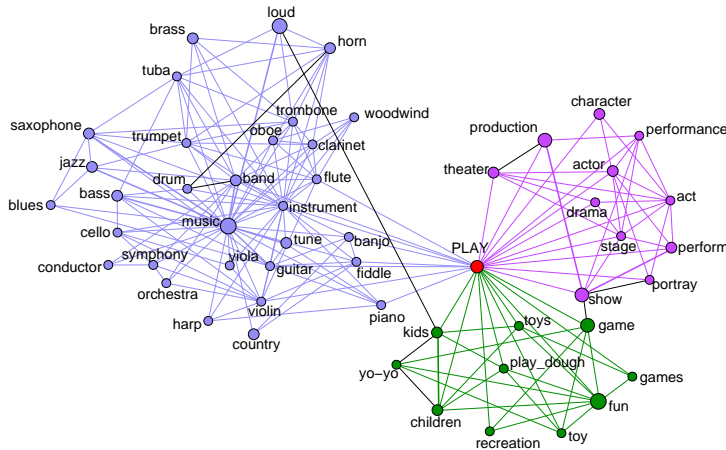 loud
brass
horn
tuba
trombone
woodwind
character
saxophone
trumpet
oboe
clarinet
production
performance
jazz
theater
actor
drum
band
flute
bass
blues
instrument
drama
act
music
cello
tune
banjo
PLAY
stage
perform
conductor
symphony
viola
guitar
fiddle
orchestra
portray
violin
piano
show
harp
country
kids
toys
game
yo-yo
play_dough
games
children
fun
recreation
toy